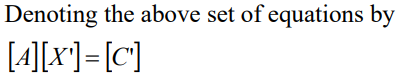 Denoting the above set of equations by
[A][X']=[C']